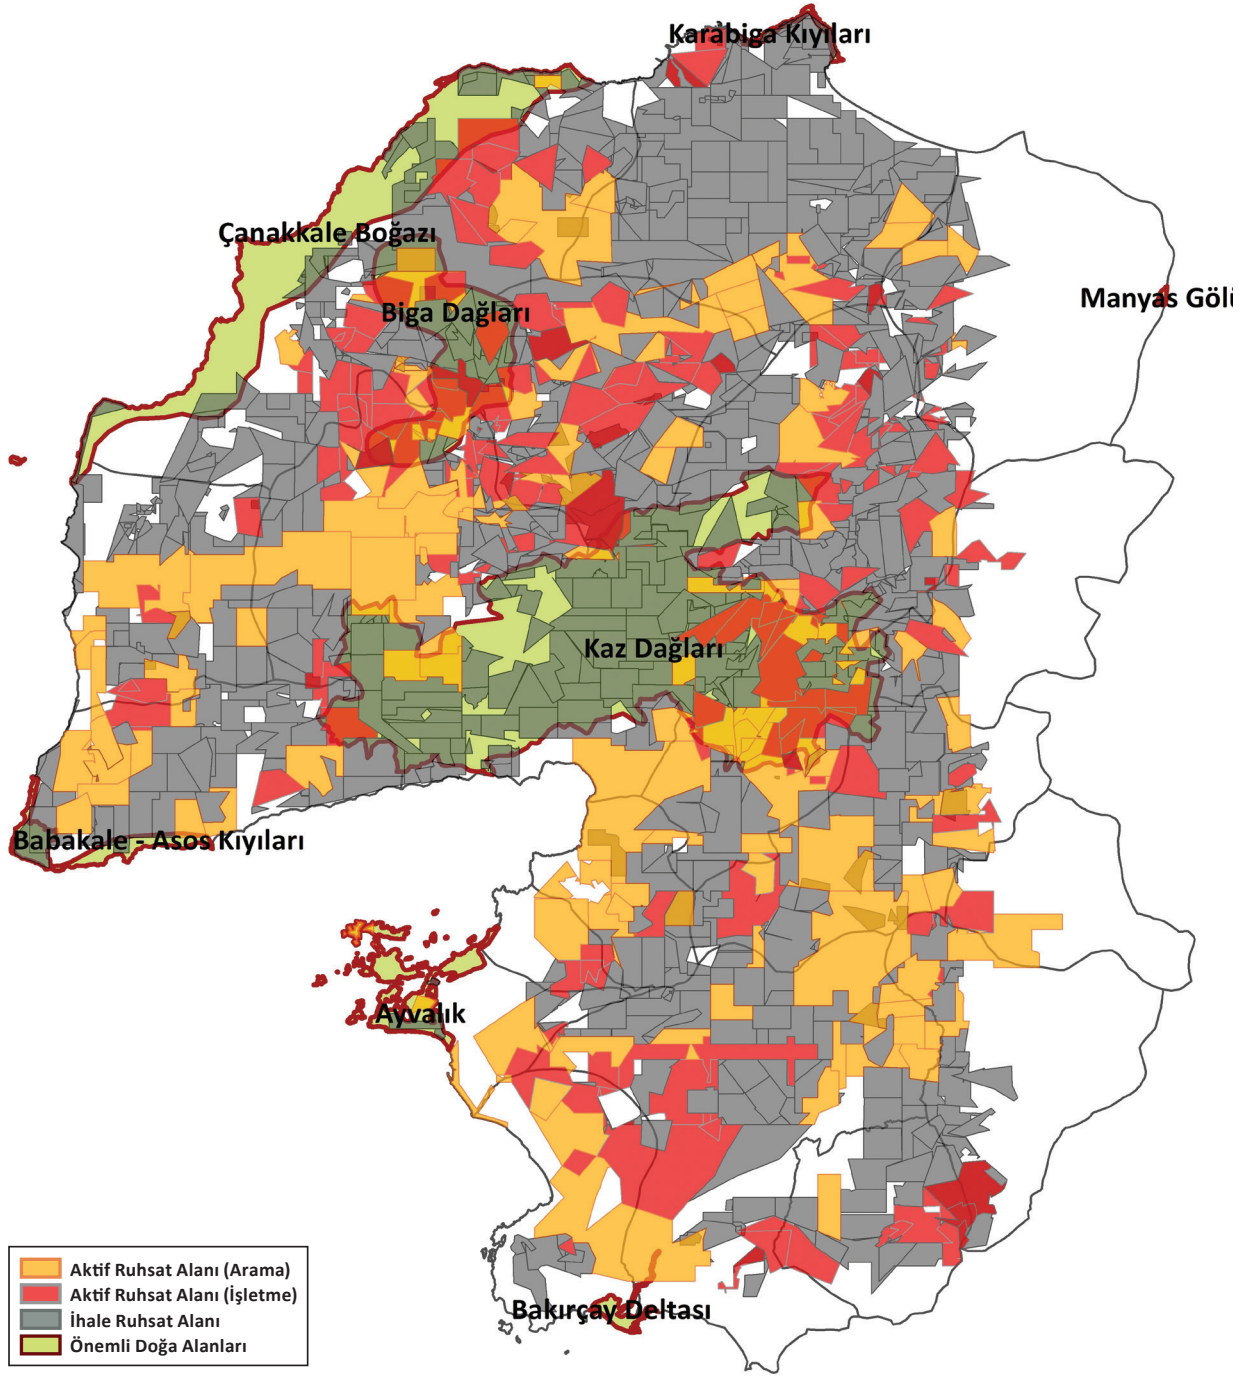 Karabiga Kıyıları
Çanakkale Boğazı
Manyas Gölü
Biga Dağları
Kaz Dağları
Babakale - Asos Kıyıları
Ayvalık
Bakırçay Deltası
Aktif Ruhsat Alanı (Arama)
Aktif Ruhsat Alanı (İşletme)
İhale Ruhsat Alanı
Önemli Doğa Alanları